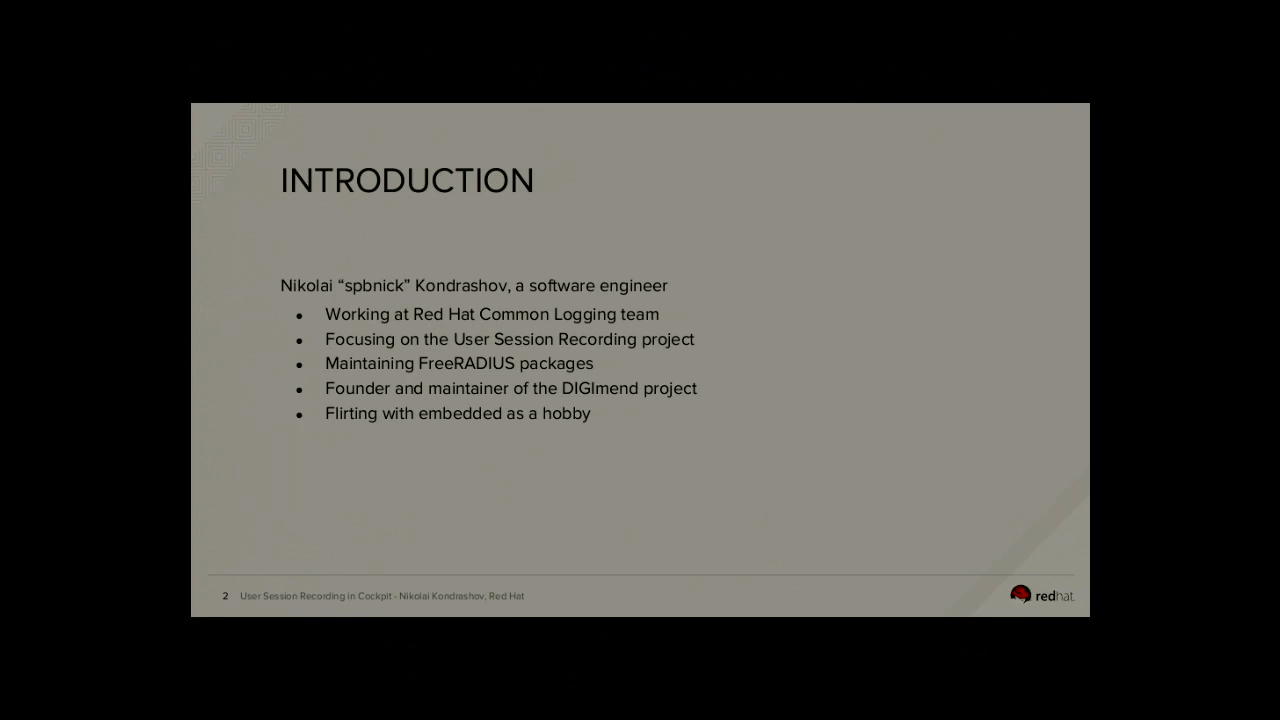 INTRODUCTION
Nikolai “spbnick” Kondrashov, a software engineer
● Working at Red Hat Common Logging team
● Focusing on the User Session Recording project
● Maintaining FreeRADIUS packages
● Founder and maintainer of the DIGImend project
● Flirting with embedded as a hobby
2 User Session Recording in Cockpit - Nikolai Kondrashov, Red Hat
redhat